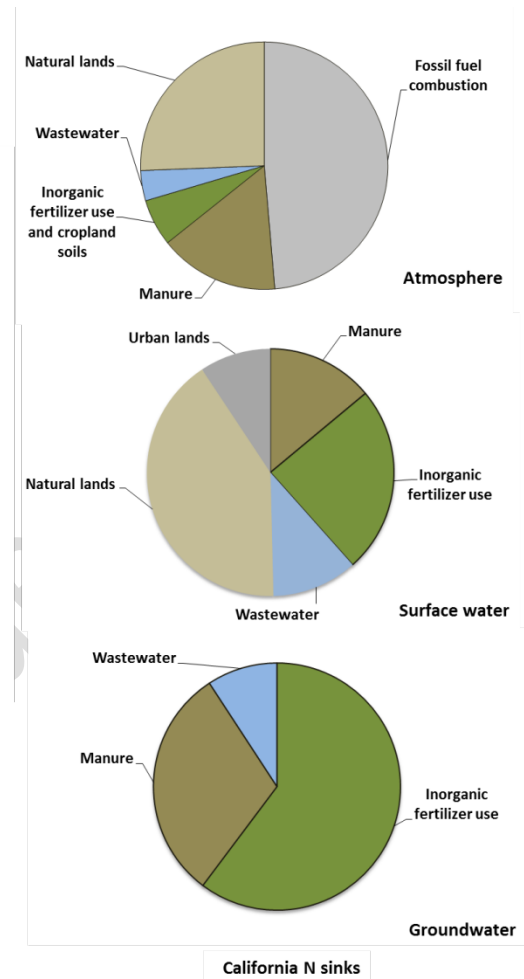 Natural lands
Fossil fuel
combustion
Wastewater
Inorganic
fertilizer use
and cropland
soils
Manure
Atmosphere
Urban lands
Manure
Natural lands
Inorganic
fertilizer use
Wastewater
Surface water
Wastewater
Manure
Inorganic
fertilizer use
Groundwater
California N sinks